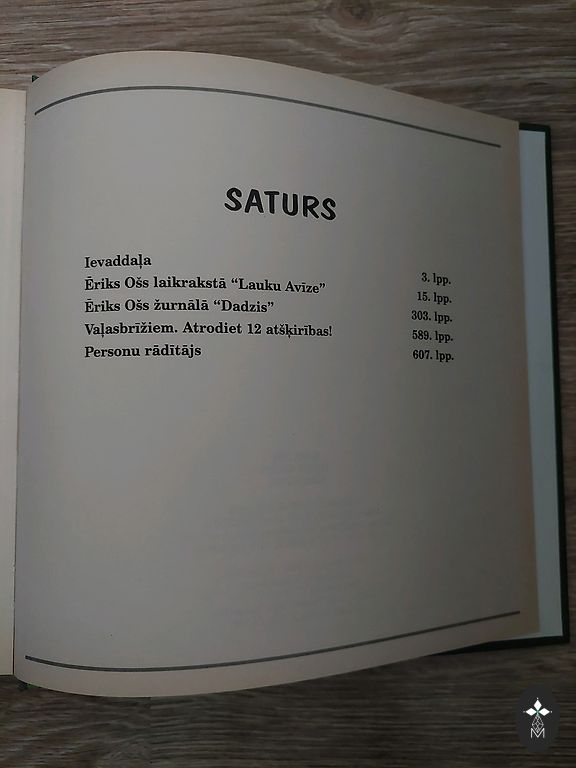 SATURS
Ievaddaļa 3. lpp.
Ēriks Ošs laikrakstā “Lauku Avīze” 15. lpp.
Ēriks Ošs žurnālā “Dadzis” 303. lpp.
Vaļasbrīžiem. Atrodiet 12 atšķirības! 589. lpp.
Personu rādītājs 607. lpp.
M